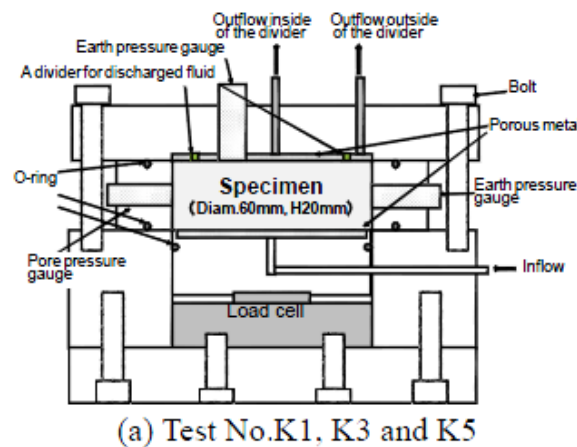 Outflow inside
of the divider
Outflow outside
of the divider
Earth pressure gauge
A divider for discharged fluid
Bolt
Porous meta
O-ring
Specimen
(Diam.60mm, H20mm)
Earth pressure
gauge
Pore pressure
gauge
Inflow
Load cell
(a) Test No.K1, K3 and K5